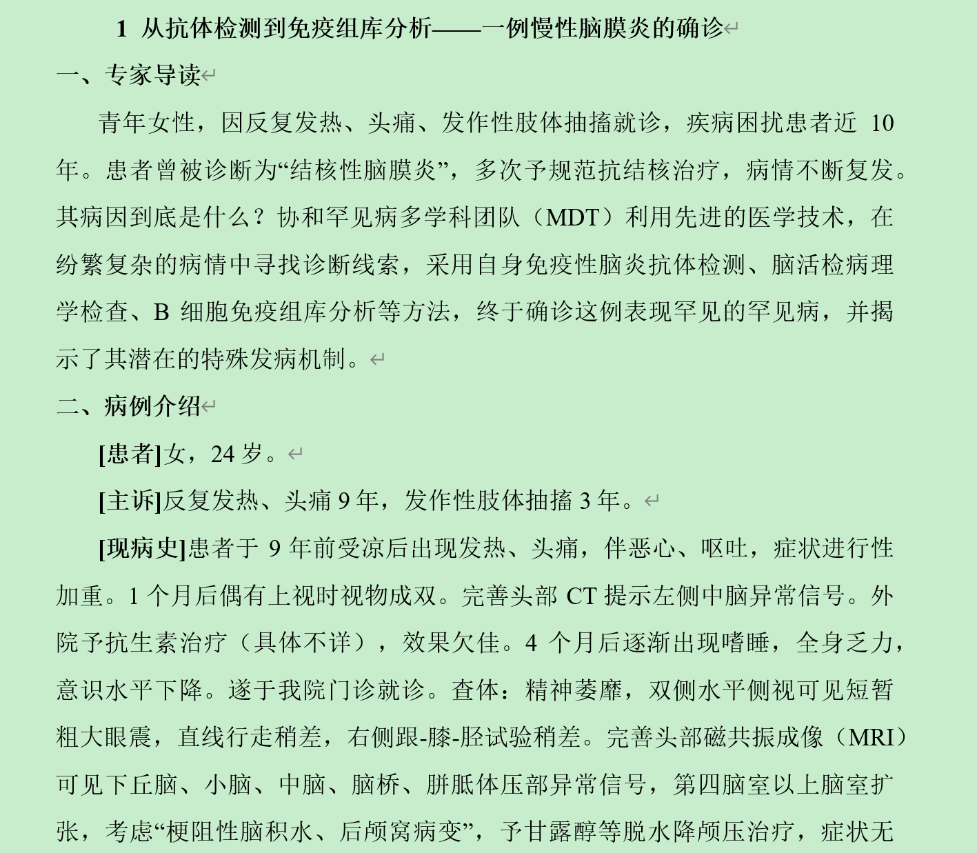 1 从抗体检测到免疫组库分析——一例慢性脑膜炎的确诊
一、专家导读
青年女性，因反复发热、头痛、发作性肢体抽搐就诊，疾病困扰患者近 10
年。患者曾被诊断为“结核性脑膜炎”，多次予规范抗结核治疗，病情不断复发。
其病因到底是什么？协和罕见病多学科团队（MDT）利用先进的医学技术，在
纷繁复杂的病情中寻找诊断线索，采用自身免疫性脑炎抗体检测、脑活检病理
学检查、B 细胞免疫组库分析等方法，终于确诊这例表现罕见的罕见病，并揭
示了其潜在的特殊发病机制。
二、病例介绍
[患者]女，24 岁。
[主诉]反复发热、头痛 9 年，发作性肢体抽搐 3 年。
[现病史]患者于 9 年前受凉后出现发热、头痛，伴恶心、呕吐，症状进行性
加重。1 个月后偶有上视时视物成双。完善头部 CT 提示左侧中脑异常信号。外
院予抗生素治疗（具体不详），效果欠佳。4 个月后逐渐出现嗜睡，全身乏力，
意识水平下降。遂于我院门诊就诊。查体：精神萎靡，双侧水平侧视可见短暂
粗大眼震，直线行走稍差，右侧跟-膝-胫试验稍差。完善头部磁共振成像（MRI）
可见下丘脑、小脑、中脑、脑桥、胼胝体压部异常信号，第四脑室以上脑室扩
张，考虑“梗阻性脑积水、后颅窝病变”，予甘露醇等脱水降颅压治疗，症状无